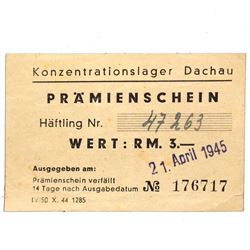 Konzentrationslager Dachau
PRÄMIENSCHEIN
Häftling Nr. 47263
WERT: RM. 3.—
21. April 1945
Ausgegeben am:
Prämienschein verfällt
14 Tage nach Ausgabedatum № 176717
IV/50 X. 44 1285